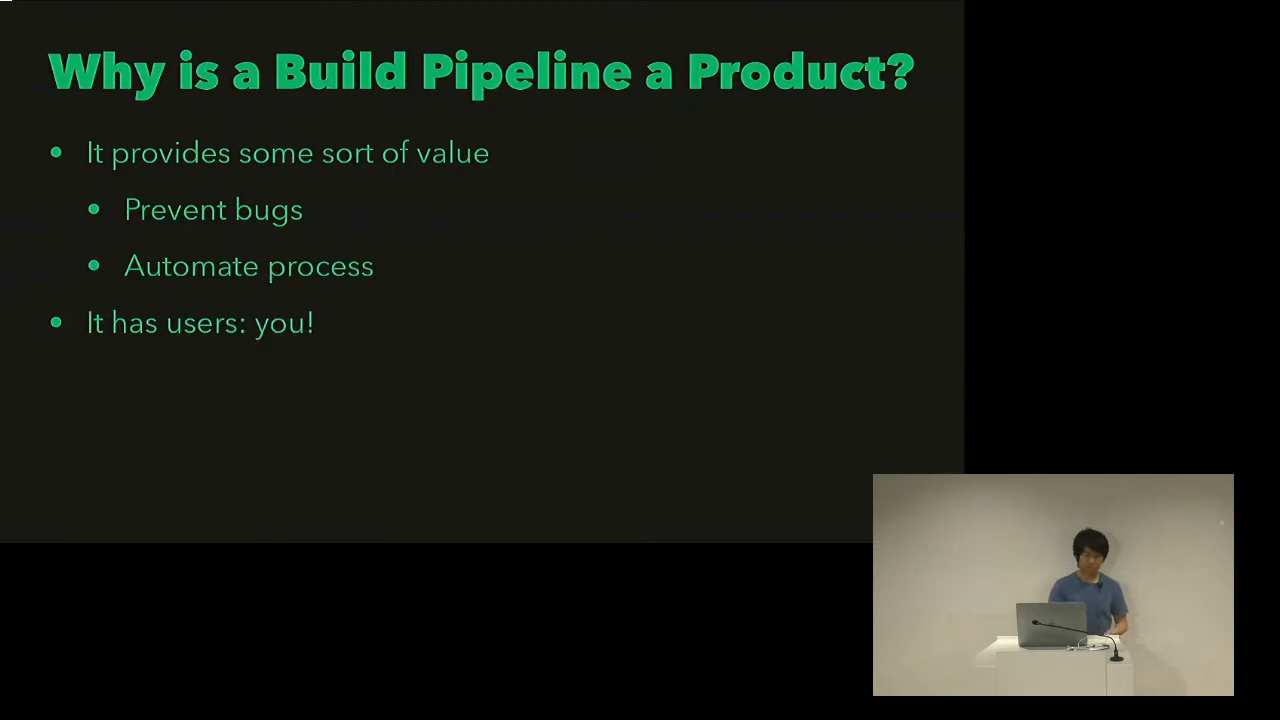 Why is a Build Pipeline a Product?
It provides some sort of value
Prevent bugs
Automate process
It has users: you!